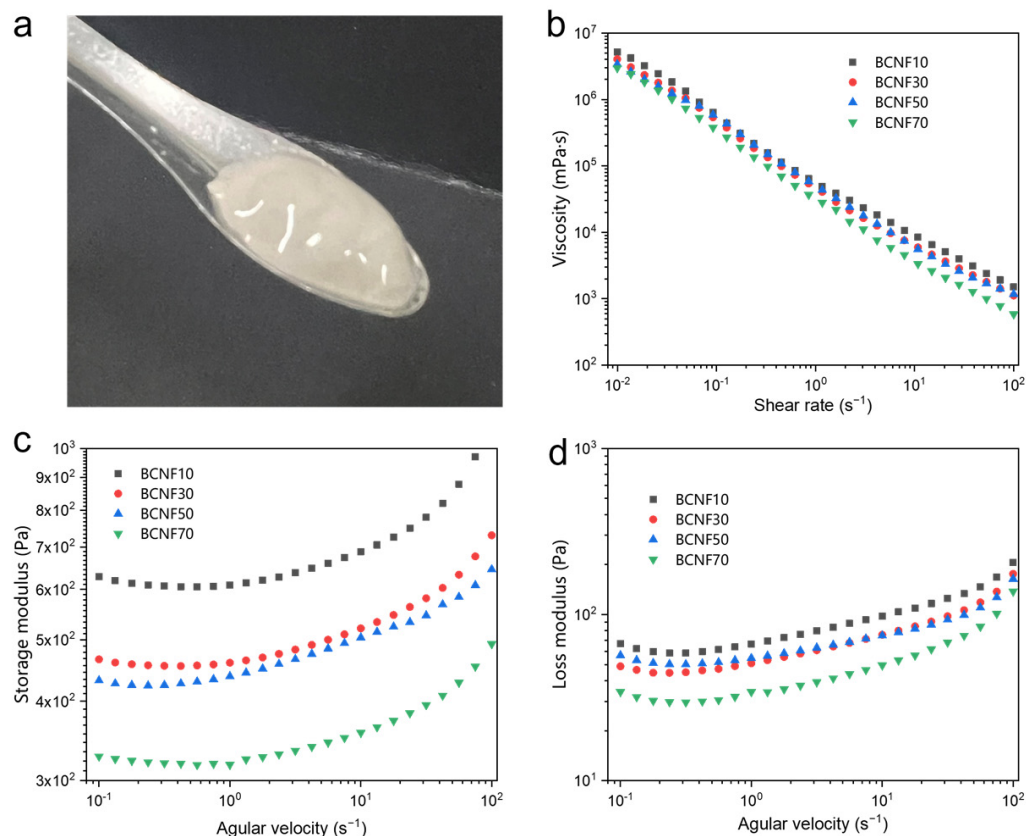 a
b
Viscosity (mPa·s)
10⁷
10⁶
10⁵
10⁴
10³
10²
BCNF10
BCNF30
BCNF50
BCNF70
10⁻² 10⁻¹ 10⁰ 10¹ 10²
Shear rate (s⁻¹)
c
Storage modulus (Pa)
10³
9x10²
8x10²
7x10²
6x10²
5x10²
4x10²
3x10²
BCNF10
BCNF30
BCNF50
BCNF70
10⁻¹ 10⁰ 10¹ 10²
Agular velocity (s⁻¹)
d
Loss modulus (Pa)
10³
10²
10¹
BCNF10
BCNF30
BCNF50
BCNF70
10⁻¹ 10⁰ 10¹ 10²
Agular velocity (s⁻¹)